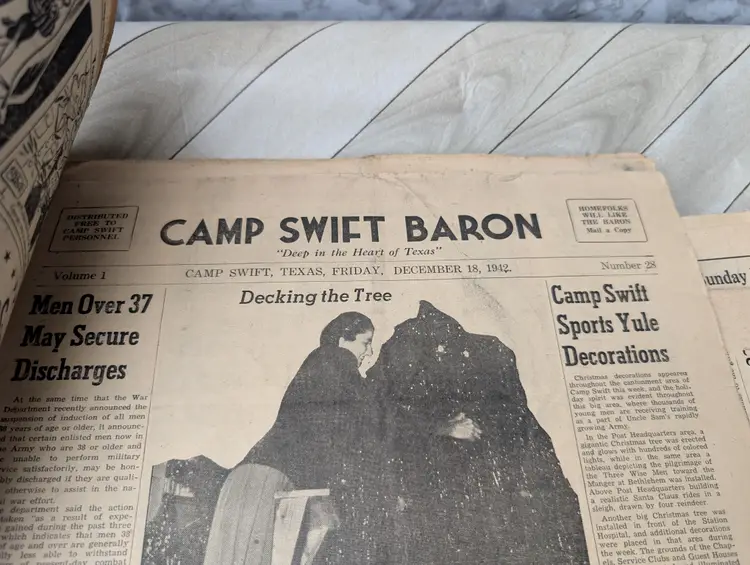 DISTRIBUTED
FREE TO
CAMP SWIFT
PERSONNEL
CAMP SWIFT BARON
"Deep in the Heart of Texas"
HOMEFOLKS
WILL LIKE
THE BARON
Mail a Copy
Volume 1
CAMP SWIFT, TEXAS, FRIDAY, DECEMBER 18, 1942.
Number 28
Men Over 37
May Secure
Discharges
At the same time that the War
Department recently announced the
suspension of induction of all men
38 years of age or older, it announc-
that certain enlisted men now in
Army who are 38 or older and
unable to perform military
satisfactorily, may be hon-
discharged if they are quali-
otherwise to assist in the na-
war effort.
department said the action
taken "as a result of expe-
gained during the past three
which indicates that men 38
of age and over are generally
less able to withstand
of present-day combat
Decking the Tree
Camp Swift
Sports Yule
Decorations
Christmas decorations appeared
throughout the cantonment area of
Camp Swift this week, and the holi-
day spirit was evident throughout
this big area, where thousands of
young men are receiving training
as a part of Uncle Sam's rapidly
growing Army.
In the Post Headquarters area, a
gigantic Christmas tree was erected
and glows with hundreds of colored
lights, while in the same area a
tableau depicting the pilgrimage of
the Three Wise Men toward the
Manger at Bethlehem was installed.
Above Post Headquarters building
a realistic Santa Claus rides in a
sleigh, drawn by four reindeer.
Another big Christmas tree was
installed in front of the Station
Hospital, and additional decorations
were placed in that area during
the week. The grounds of the Chap-
els, Service Clubs and Guest Houses
illuminated
unday